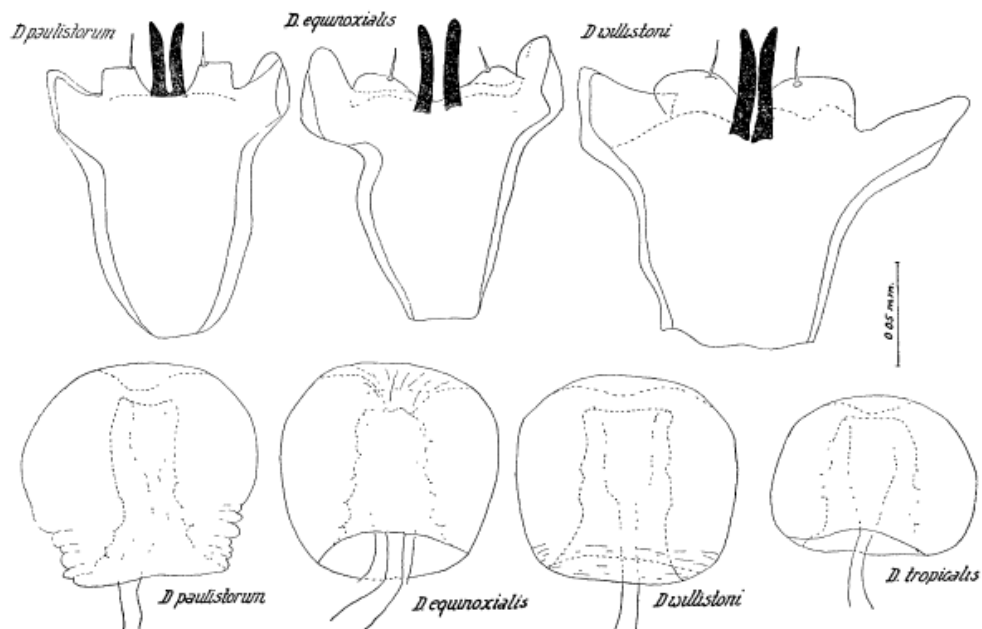 D paulistorum
D. equinoxialis
D willistoni
0 05 mm.
D paulistorum
D equinoxialis
D willistoni
D. tropicalis